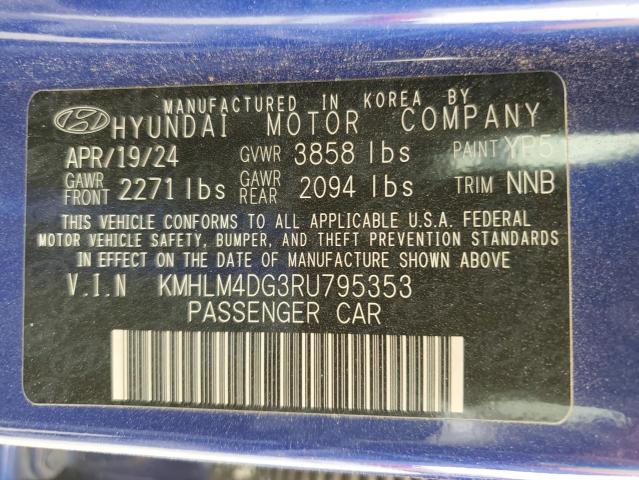 MANUFACTURED IN KOREA BY
HYUNDAI MOTOR COMPANY
APR/19/24 GVWR 3858 lbs PAINT YP5
GAWR FRONT 2271 lbs GAWR REAR 2094 lbs TRIM NNB
THIS VEHICLE CONFORMS TO ALL APPLICABLE U.S.A. FEDERAL
MOTOR VEHICLE SAFETY, BUMPER, AND THEFT PREVENTION STANDARDS
IN EFFECT ON THE DATE OF MANUFACTURE SHOWN ABOVE.
V.I.N KMHLM4DG3RU795353
PASSENGER CAR